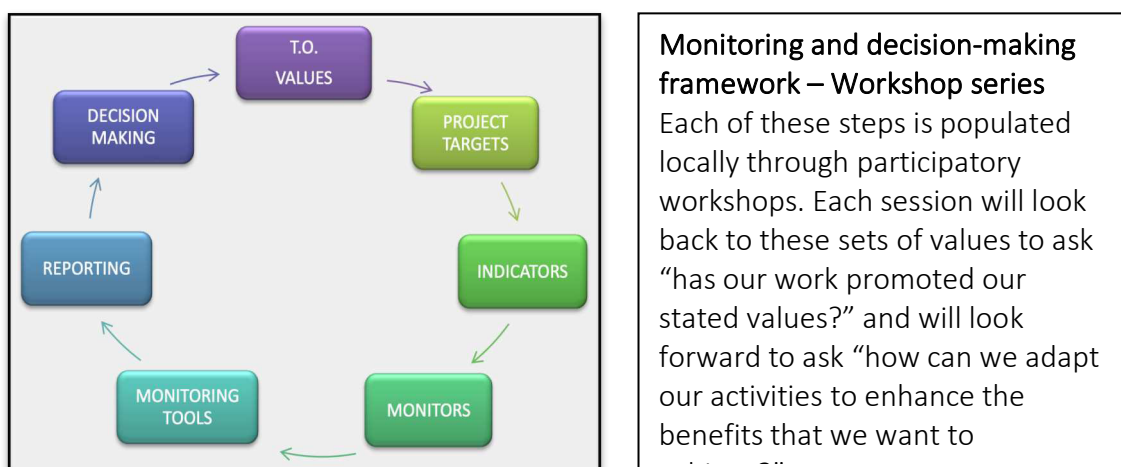 T.O.
VALUES
PROJECT
TARGETS
INDICATORS
MONITORS
MONITORING
TOOLS
REPORTING
DECISION
MAKING
Monitoring and decision-making
framework – Workshop series
Each of these steps is populated
locally through participatory
workshops. Each session will look
back to these sets of values to ask
“has our work promoted our
stated values?” and will look
forward to ask “how can we adapt
our activities to enhance the
benefits that we want to